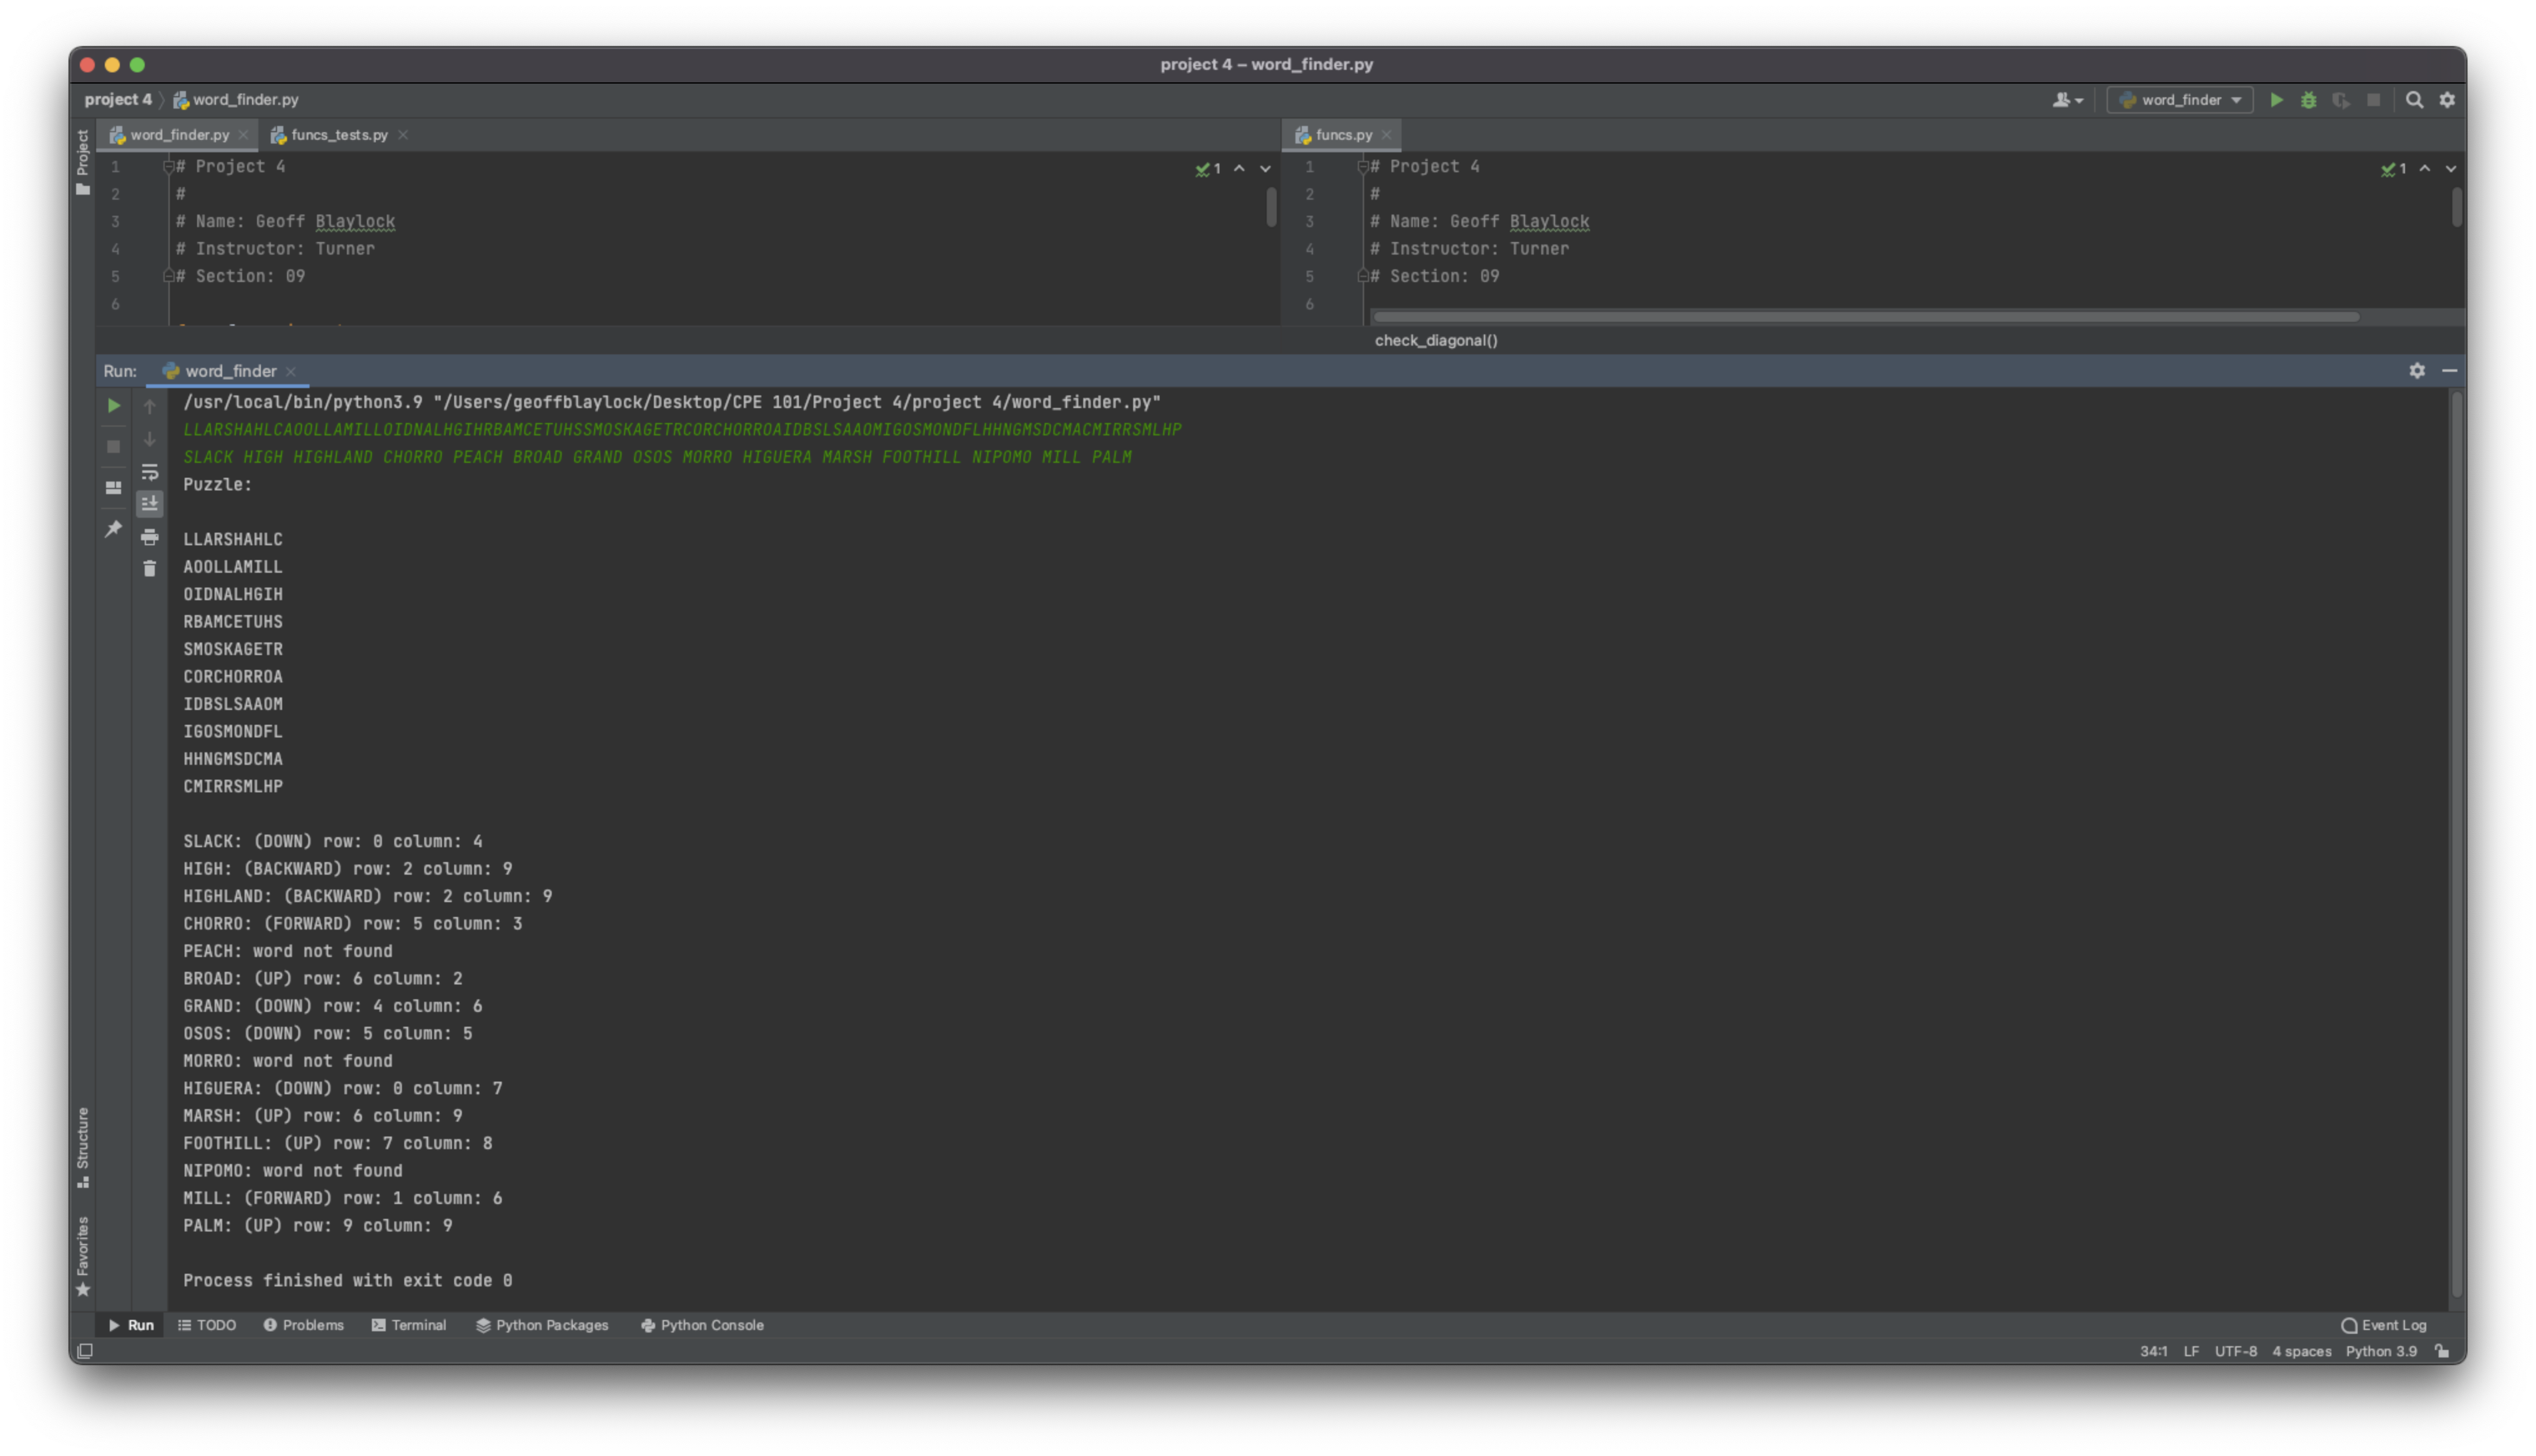 project 4 – word_finder.py
project 4 word_finder.py
word_finder
Project
word_finder.py
funcs_tests.py
funcs.py
1 # Project 4
2 #
3 # Name: Geoff Blaylock
4 # Instructor: Turner
5 # Section: 09
6
1
1 # Project 4
2 #
3 # Name: Geoff Blaylock
4 # Instructor: Turner
5 # Section: 09
6
1
check_diagonal()
Run: word_finder
/usr/local/bin/python3.9 "/Users/geoffblaylock/Desktop/CPE 101/Project 4/project 4/word_finder.py"
LLARSHAHLCAOOLLAMILLOIDNALHGIHRBAMCETUHSSMOSKAGETRCORCHORROAIDBSLSAAOMIGOSMONDFLHHNGMSDCMACMIRRSMLHP
SLACK HIGH HIGHLAND CHORRO PEACH BROAD GRAND OSOS MORRO HIGUERA MARSH FOOTHILL NIPOMO MILL PALM
Puzzle:
LLARSHAHLC
AOOLLAMILL
OIDNALHGIH
RBAMCETUHS
SMOSKAGETR
CORCHORROA
IDBSLSAAOM
IGOSMONDFL
HHNGMSDCMA
CMIRRSMLHP
SLACK: (DOWN) row: 0 column: 4
HIGH: (BACKWARD) row: 2 column: 9
HIGHLAND: (BACKWARD) row: 2 column: 9
CHORRO: (FORWARD) row: 5 column: 3
PEACH: word not found
BROAD: (UP) row: 6 column: 2
GRAND: (DOWN) row: 4 column: 6
OSOS: (DOWN) row: 5 column: 5
MORRO: word not found
HIGUERA: (DOWN) row: 0 column: 7
MARSH: (UP) row: 6 column: 9
FOOTHILL: (UP) row: 7 column: 8
NIPOMO: word not found
MILL: (FORWARD) row: 1 column: 6
PALM: (UP) row: 9 column: 9
Process finished with exit code 0
Structure
Favorites
Run TODO Problems Terminal Python Packages Python Console
Event Log
34:1 LF UTF-8 4 spaces Python 3.9